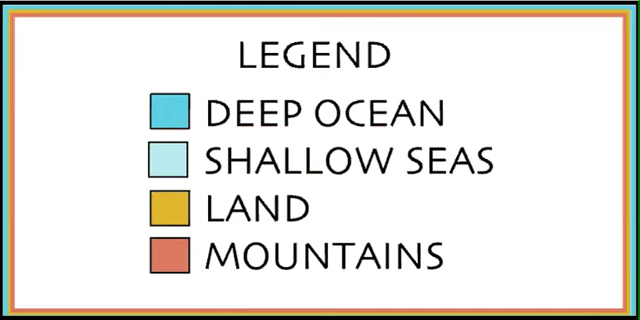 LEGEND
DEEP OCEAN
SHALLOW SEAS
LAND
MOUNTAINS